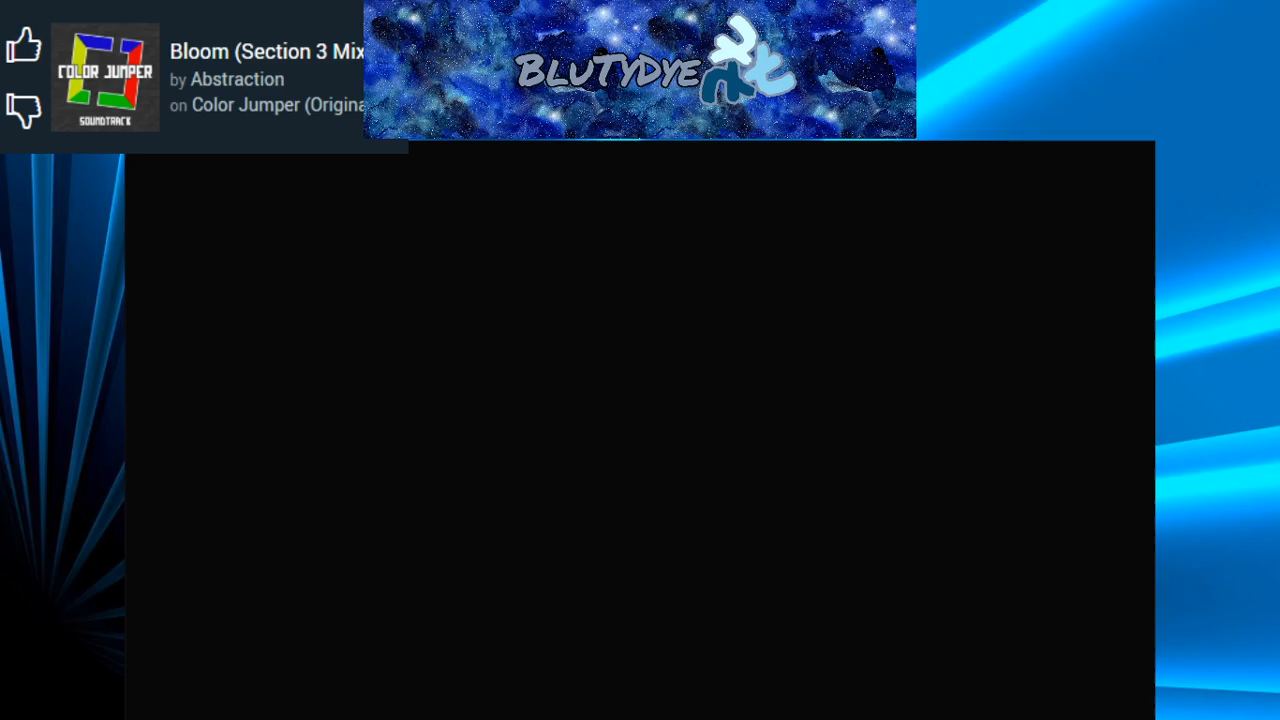 Bloom (Section 3 Mix
by Abstraction
on Color Jumper (Origina
COLOR JUMPER
SOUNDTRACK
BLUTYDYE